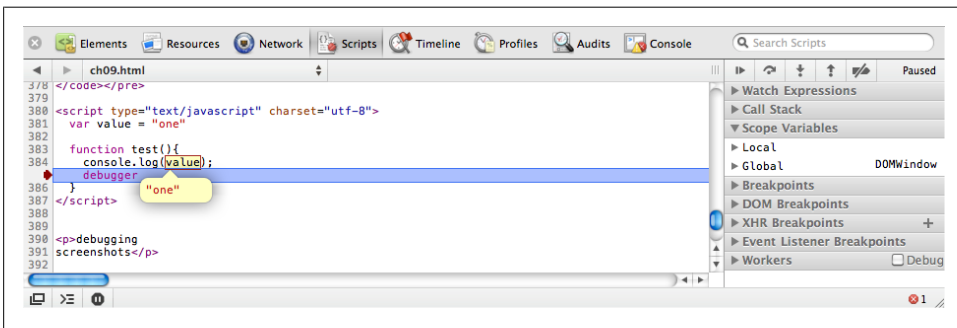 Elements Resources Network Scripts Timeline Profiles Audits Console Search Scripts
ch09.html Paused
378 </code></pre>
379
380 <script type="text/javascript" charset="utf-8">
381 var value = "one"
382
383 function test(){
384 console.log(value);
debugger
386 }
"one"
387 </script>
388
389
390 <p>debugging
391 screenshots</p>
392
Watch Expressions
Call Stack
Scope Variables
Local
Global DOMWindow
Breakpoints
DOM Breakpoints
XHR Breakpoints +
Event Listener Breakpoints
Workers Debug
1